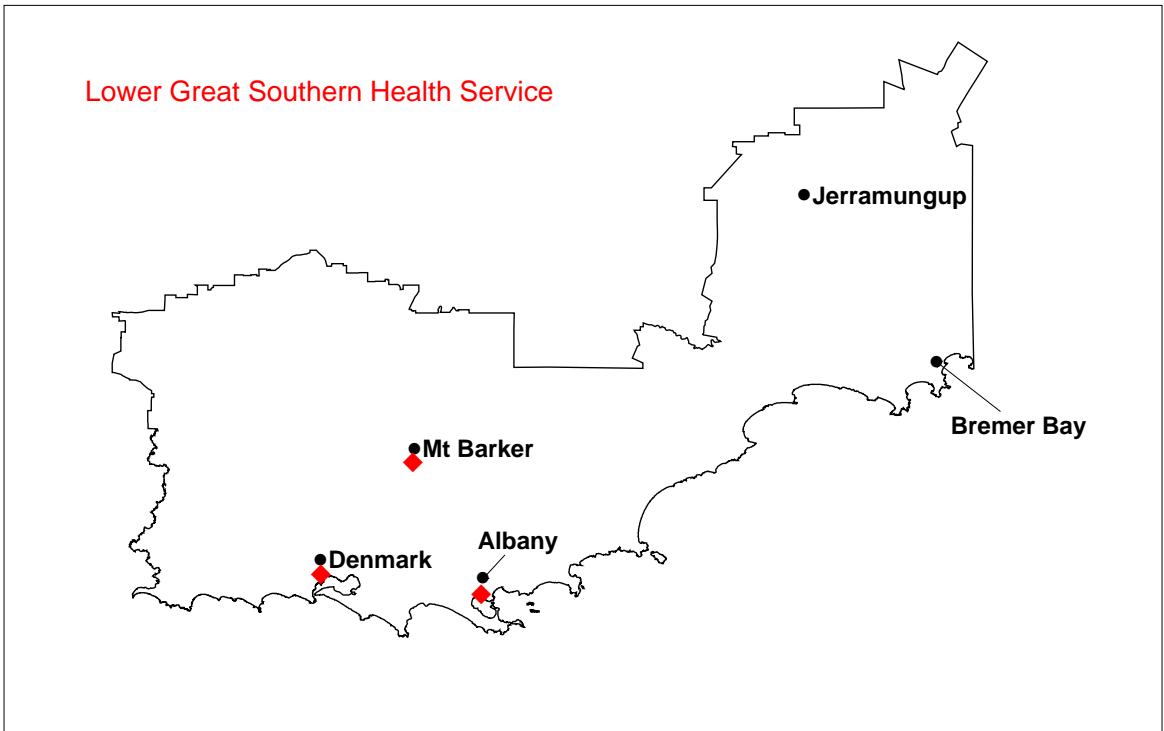 Lower Great Southern Health Service
Jerramungup
Bremer Bay
Mt Barker
Albany
Denmark